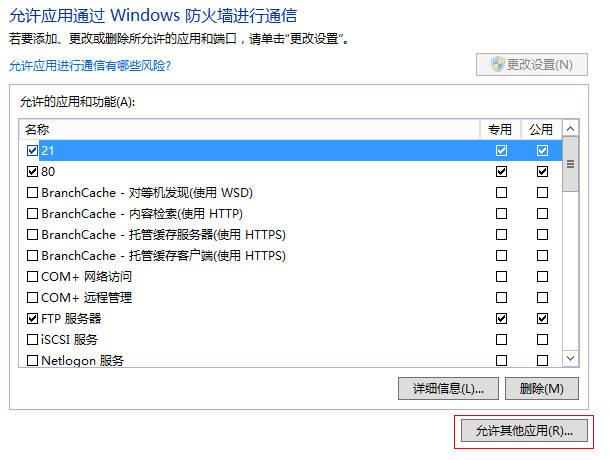 允许应用通过 Windows 防火墙进行通信
若要添加、更改或删除所允许的应用和端口，请单击"更改设置"。
允许应用进行通信有哪些风险?
更改设置(N)
允许的应用和功能(A):
名称 专用 公用
21
80
BranchCache - 对等机发现(使用 WSD)
BranchCache - 内容检索(使用 HTTP)
BranchCache - 托管缓存服务器(使用 HTTPS)
BranchCache - 托管缓存客户端(使用 HTTPS)
COM+ 网络访问
COM+ 远程管理
FTP 服务器
iSCSI 服务
Netlogon 服务
详细信息(L)... 删除(M)
允许其他应用(R)...